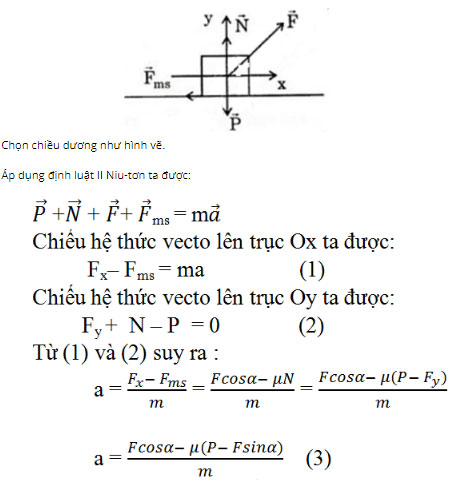 y
N⃗
F⃗
F⃗ms
x
P⃗
Chọn chiều dương như hình vẽ.
Áp dụng định luật II Niu-tơn ta được:
P⃗ + N⃗ + F⃗ + F⃗ms = ma⃗
Chiếu hệ thức vecto lên trục Ox ta được:
Fx– Fms = ma (1)
Chiếu hệ thức vecto lên trục Oy ta được:
Fy + N – P = 0 (2)
Từ (1) và (2) suy ra :
a = (Fx– Fms)/m = (Fcosα– μN)/m = (Fcosα– μ(P– Fy))/m
a = (Fcosα– μ(P– Fsinα))/m (3)